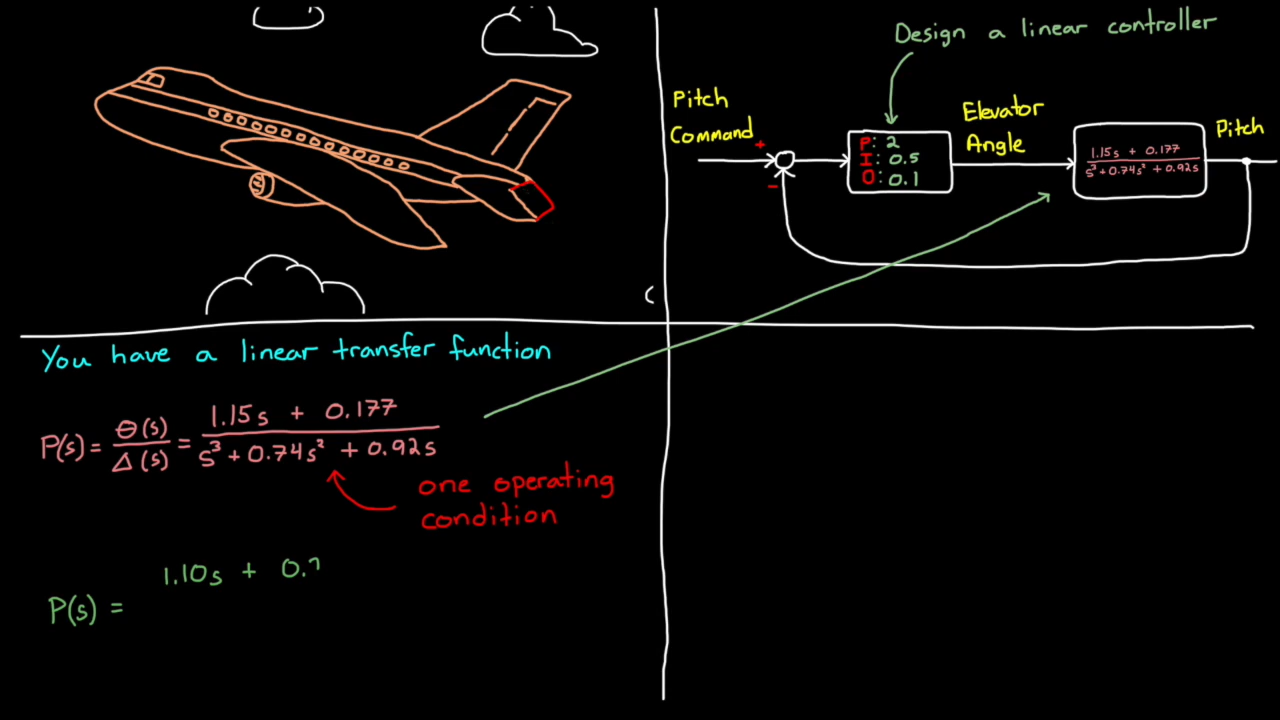 Design a linear controller
Pitch
Command
+
-
P: 2
I: 0.5
D: 0.1
Elevator
Angle
1.15s + 0.177
s³ + 0.74s² + 0.92s
Pitch
You have a linear transfer function
P(s) = Θ(s) / Δ(s) = 1.15s + 0.177 / s³ + 0.74s² + 0.92s
one operating
condition
1.10s + 0.
P(s) =